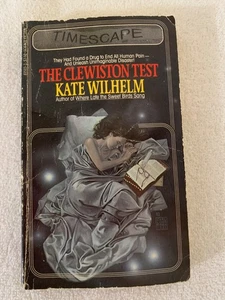 TIMESCAPE
They Had Found a Drug to End All Human Pain—
And Unleash Unimaginable Disaster!
THE CLEWISTON TEST
KATE WILHELM
Author of Where Late the Sweet Birds Sang